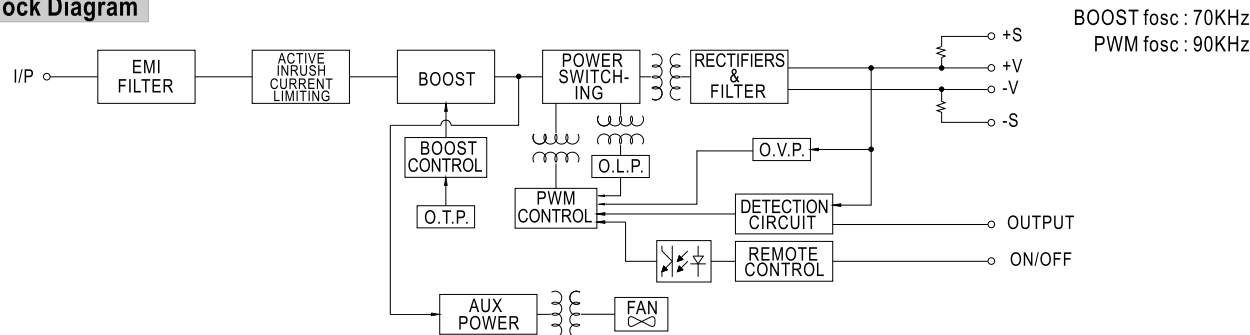 ock Diagram
BOOST fosc : 70KHz
PWM fosc : 90KHz
I/P
EMI
FILTER
ACTIVE
INRUSH
CURRENT
LIMITING
BOOST
POWER
SWITCH-
ING
RECTIFIERS
&
FILTER
+S
+V
-V
-S
BOOST
CONTROL
O.T.P.
O.L.P.
O.V.P.
PWM
CONTROL
DETECTION
CIRCUIT
OUTPUT
REMOTE
CONTROL
ON/OFF
AUX
POWER
FAN